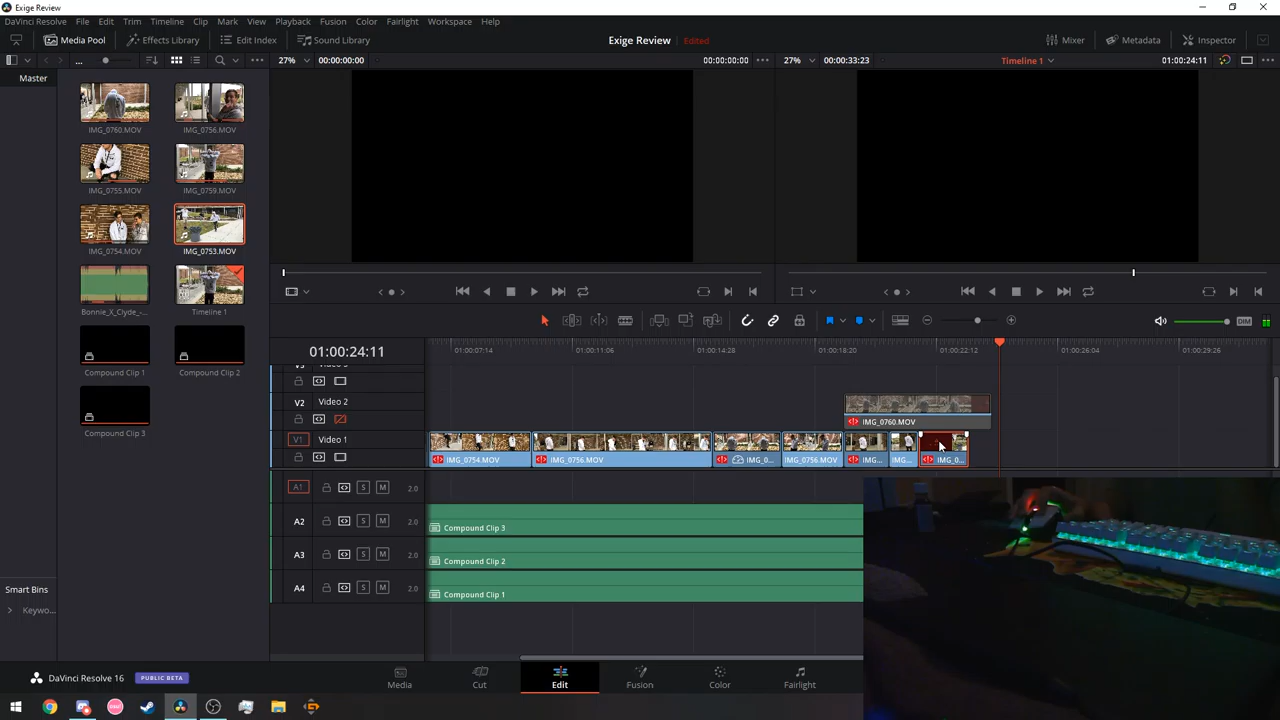 Exige Review
DaVinci Resolve File Edit Trim Timeline Clip Mark View Playback Fusion Color Fairlight Workspace Help
Media Pool Effects Library Edit Index Sound Library Exige Review Edited Mixer Metadata Inspector
... 27% 00:00:00:00 00:00:00:00 27% 00:00:33:23 Timeline 1 01:00:24:11
Master
IMG_0760.MOV IMG_0756.MOV
IMG_0755.MOV IMG_0759.MOV
IMG_0754.MOV IMG_0753.MOV
Bonnie_X_Clyde_-... Timeline 1
Compound Clip 1 Compound Clip 2
Compound Clip 3
DIM
01:00:24:11 01:00:07:14 01:00:11:06 01:00:14:28 01:00:18:20 01:00:22:12 01:00:26:04 01:00:29:26
V2 Video 2
IMG_0760.MOV
V1 Video 1
IMG_0754.MOV IMG_0756.MOV IMG_0... IMG_0756.MOV IMG... IMG... IMG_0...
A1 S M 2.0
A2 S M 2.0 Compound Clip 3
A3 S M 2.0 Compound Clip 2
A4 S M 2.0 Compound Clip 1
Smart Bins
Keywo...
DaVinci Resolve 16 PUBLIC BETA
Media Cut Edit Fusion Color Fairlight